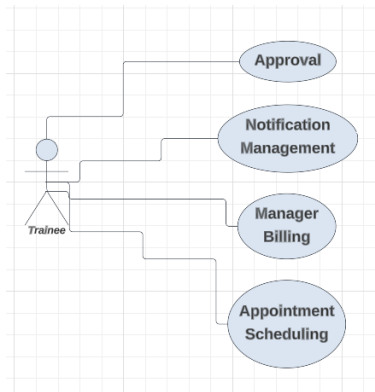 Approval
Notification
Management
Manager
Billing
Trainee
Appointment
Scheduling